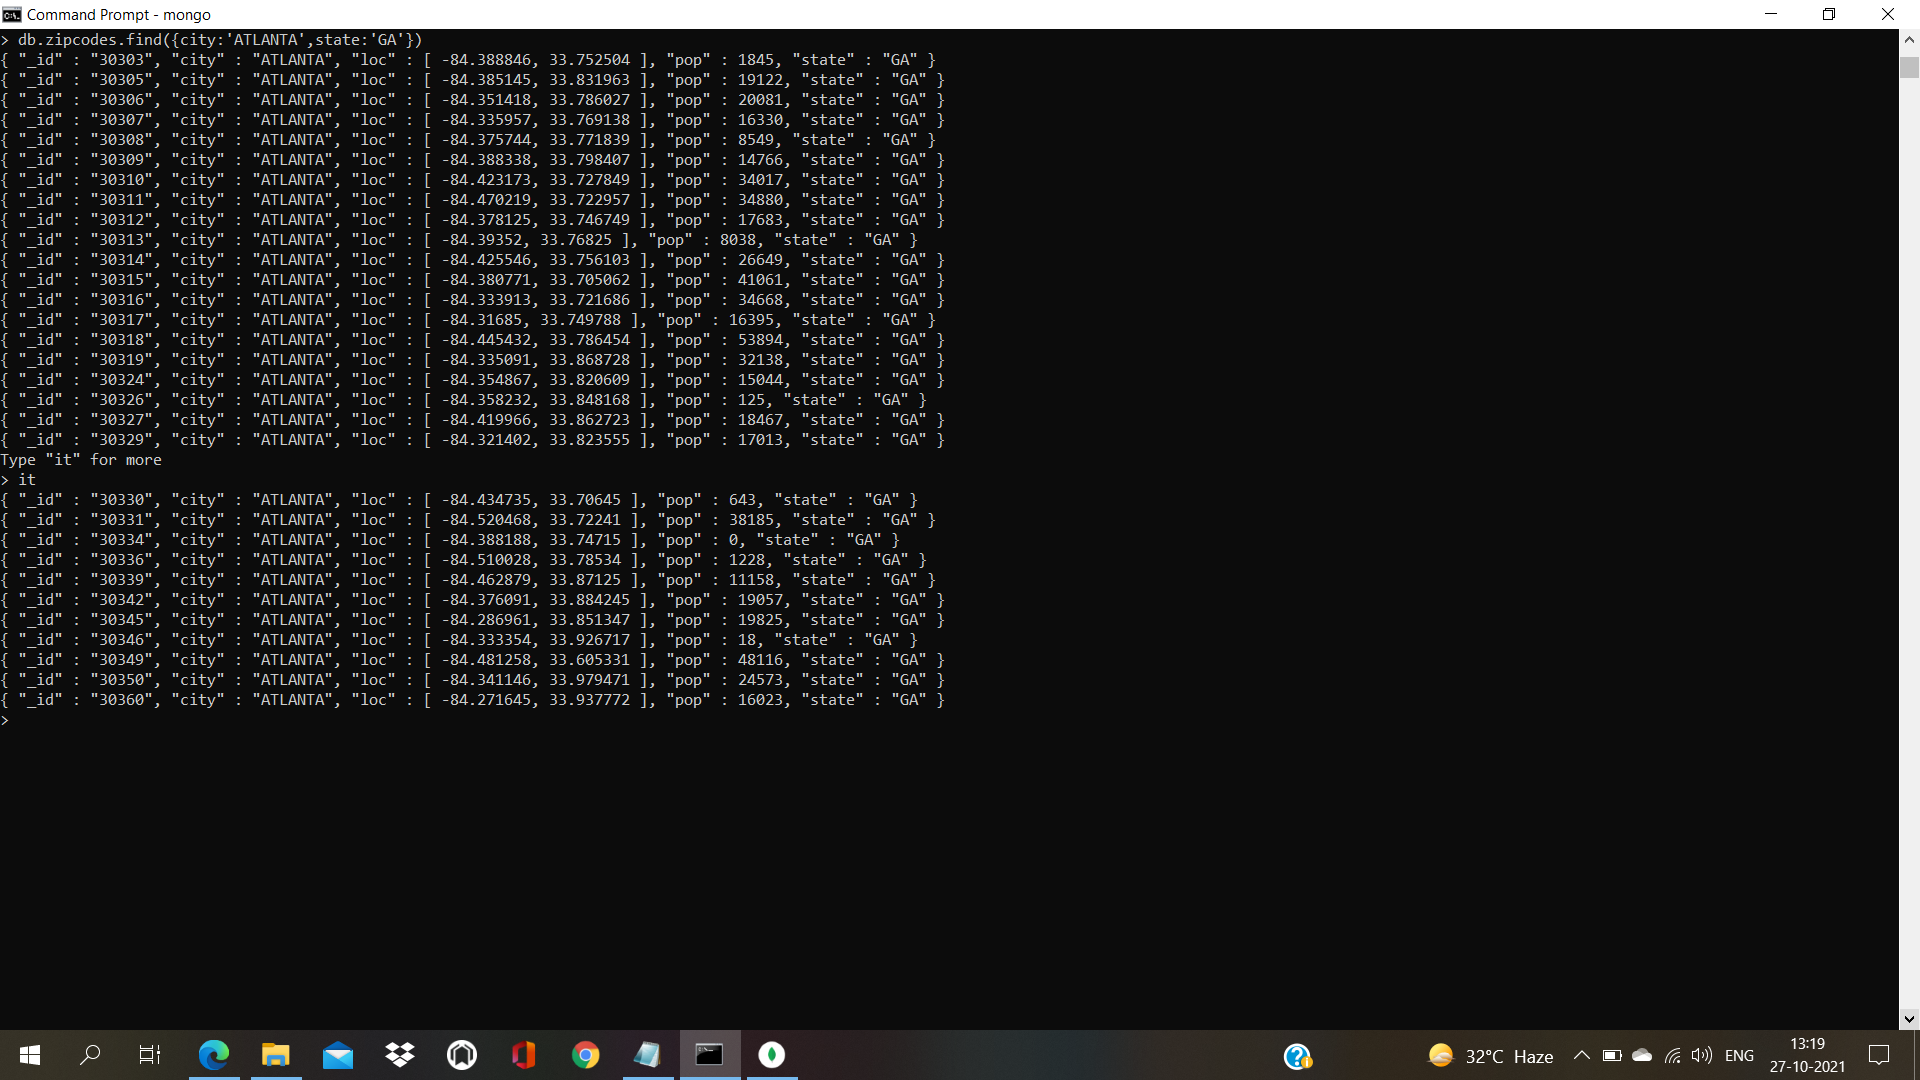 Command Prompt - mongo
> db.zipcodes.find({city:'ATLANTA',state:'GA'})
{ "_id" : "30303", "city" : "ATLANTA", "loc" : [ -84.388846, 33.752504 ], "pop" : 1845, "state" : "GA" }
{ "_id" : "30305", "city" : "ATLANTA", "loc" : [ -84.385145, 33.831963 ], "pop" : 19122, "state" : "GA" }
{ "_id" : "30306", "city" : "ATLANTA", "loc" : [ -84.351418, 33.786027 ], "pop" : 20081, "state" : "GA" }
{ "_id" : "30307", "city" : "ATLANTA", "loc" : [ -84.335957, 33.769138 ], "pop" : 16330, "state" : "GA" }
{ "_id" : "30308", "city" : "ATLANTA", "loc" : [ -84.375744, 33.771839 ], "pop" : 8549, "state" : "GA" }
{ "_id" : "30309", "city" : "ATLANTA", "loc" : [ -84.388338, 33.798407 ], "pop" : 14766, "state" : "GA" }
{ "_id" : "30310", "city" : "ATLANTA", "loc" : [ -84.423173, 33.727849 ], "pop" : 34017, "state" : "GA" }
{ "_id" : "30311", "city" : "ATLANTA", "loc" : [ -84.470219, 33.722957 ], "pop" : 34880, "state" : "GA" }
{ "_id" : "30312", "city" : "ATLANTA", "loc" : [ -84.378125, 33.746749 ], "pop" : 17683, "state" : "GA" }
{ "_id" : "30313", "city" : "ATLANTA", "loc" : [ -84.39352, 33.76825 ], "pop" : 8038, "state" : "GA" }
{ "_id" : "30314", "city" : "ATLANTA", "loc" : [ -84.425546, 33.756103 ], "pop" : 26649, "state" : "GA" }
{ "_id" : "30315", "city" : "ATLANTA", "loc" : [ -84.380771, 33.705062 ], "pop" : 41061, "state" : "GA" }
{ "_id" : "30316", "city" : "ATLANTA", "loc" : [ -84.333913, 33.721686 ], "pop" : 34668, "state" : "GA" }
{ "_id" : "30317", "city" : "ATLANTA", "loc" : [ -84.31685, 33.749788 ], "pop" : 16395, "state" : "GA" }
{ "_id" : "30318", "city" : "ATLANTA", "loc" : [ -84.445432, 33.786454 ], "pop" : 53894, "state" : "GA" }
{ "_id" : "30319", "city" : "ATLANTA", "loc" : [ -84.335091, 33.868728 ], "pop" : 32138, "state" : "GA" }
{ "_id" : "30324", "city" : "ATLANTA", "loc" : [ -84.354867, 33.820609 ], "pop" : 15044, "state" : "GA" }
{ "_id" : "30326", "city" : "ATLANTA", "loc" : [ -84.358232, 33.848168 ], "pop" : 125, "state" : "GA" }
{ "_id" : "30327", "city" : "ATLANTA", "loc" : [ -84.419966, 33.862723 ], "pop" : 18467, "state" : "GA" }
{ "_id" : "30329", "city" : "ATLANTA", "loc" : [ -84.321402, 33.823555 ], "pop" : 17013, "state" : "GA" }
Type "it" for more
> it
{ "_id" : "30330", "city" : "ATLANTA", "loc" : [ -84.434735, 33.70645 ], "pop" : 643, "state" : "GA" }
{ "_id" : "30331", "city" : "ATLANTA", "loc" : [ -84.520468, 33.72241 ], "pop" : 38185, "state" : "GA" }
{ "_id" : "30334", "city" : "ATLANTA", "loc" : [ -84.388188, 33.74715 ], "pop" : 0, "state" : "GA" }
{ "_id" : "30336", "city" : "ATLANTA", "loc" : [ -84.510028, 33.78534 ], "pop" : 1228, "state" : "GA" }
{ "_id" : "30339", "city" : "ATLANTA", "loc" : [ -84.462879, 33.87125 ], "pop" : 11158, "state" : "GA" }
{ "_id" : "30342", "city" : "ATLANTA", "loc" : [ -84.376091, 33.884245 ], "pop" : 19057, "state" : "GA" }
{ "_id" : "30345", "city" : "ATLANTA", "loc" : [ -84.286961, 33.851347 ], "pop" : 19825, "state" : "GA" }
{ "_id" : "30346", "city" : "ATLANTA", "loc" : [ -84.333354, 33.926717 ], "pop" : 18, "state" : "GA" }
{ "_id" : "30349", "city" : "ATLANTA", "loc" : [ -84.481258, 33.605331 ], "pop" : 48116, "state" : "GA" }
{ "_id" : "30350", "city" : "ATLANTA", "loc" : [ -84.341146, 33.979471 ], "pop" : 24573, "state" : "GA" }
{ "_id" : "30360", "city" : "ATLANTA", "loc" : [ -84.271645, 33.937772 ], "pop" : 16023, "state" : "GA" }
>
32°C Haze
ENG
13:19
27-10-2021